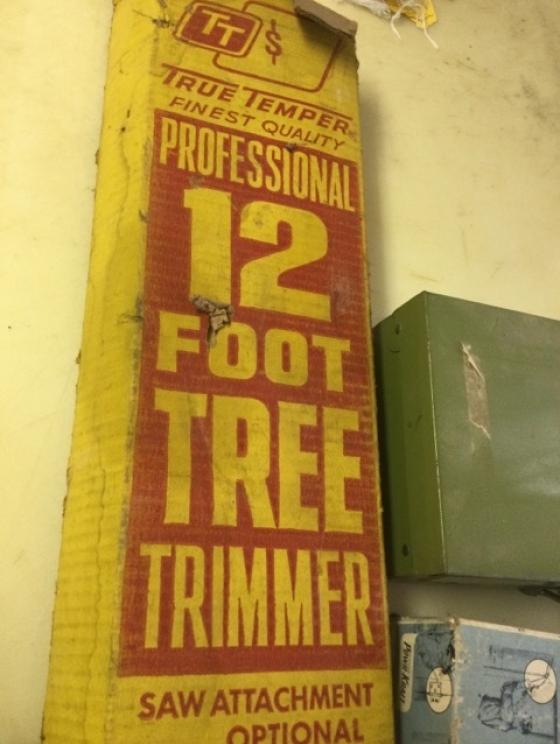 TT
$
TRUE TEMPER
FINEST QUALITY
PROFESSIONAL
12
FOOT
TREE
TRIMMER
SAW ATTACHMENT
OPTIONAL